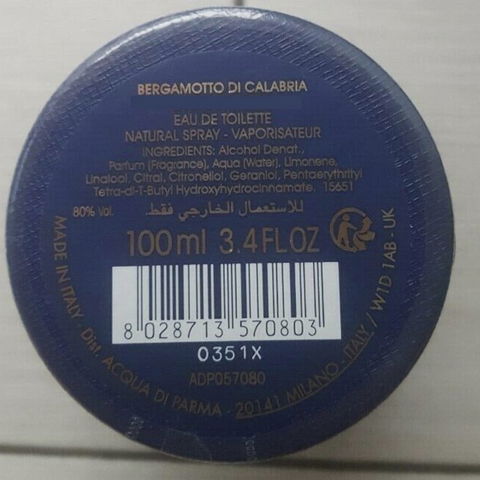 BERGAMOTTO DI CALABRIA
EAU DE TOILETTE
NATURAL SPRAY - VAPORISATEUR
INGREDIENTS: Alcohol Denat.,
Parfum (Fragrance), Aqua (Water), Limonene,
Linalool, Citral, Citronellol, Geraniol, Pentaerythrityl
Tetra-di-T-Butyl Hydroxyhydrocinnamate. 15651
80% Vol.
للاستعمال الخارجي فقط.
100ml 3.4FLOZ
8 028713 570803
0351X
ADP057080
MADE IN ITALY - Dist. ACQUA DI PARMA - 20141 MILANO - ITALY / W1D 1AB - UK